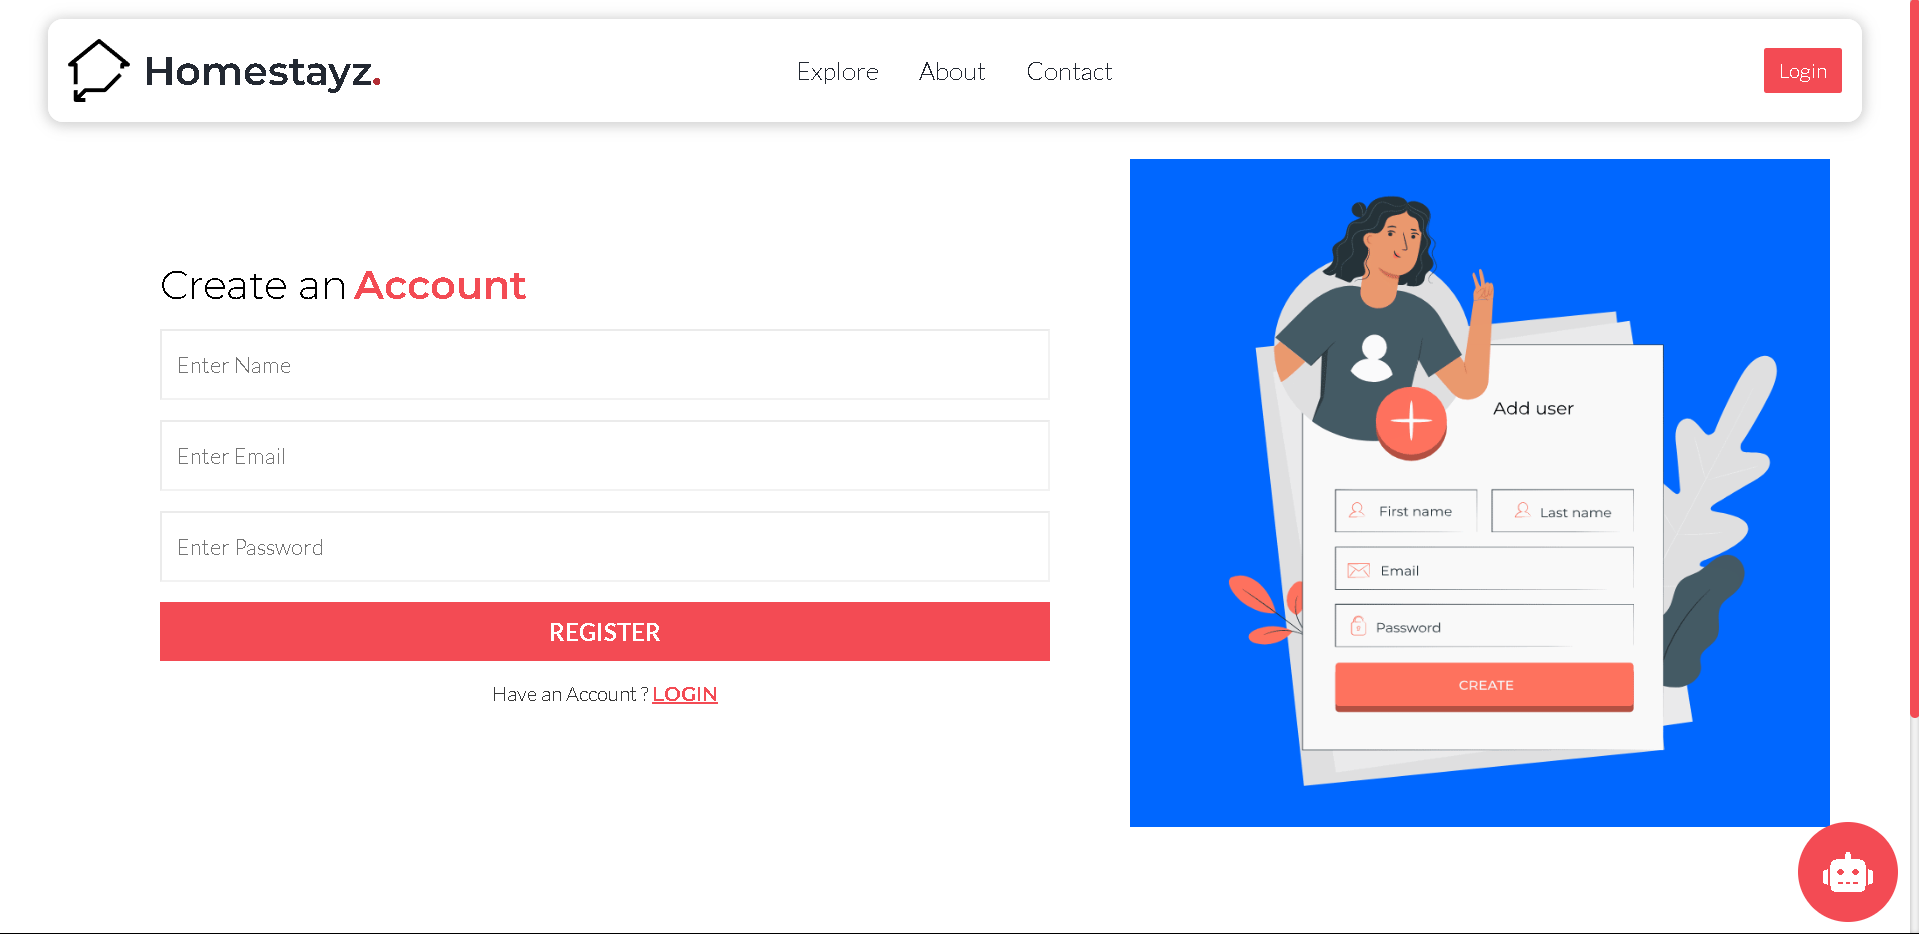 Homestayz.
Explore About Contact
Login
Create an Account
Enter Name
Enter Email
Enter Password
REGISTER
Have an Account ? LOGIN
Add user
First name Last name
Email
Password
CREATE